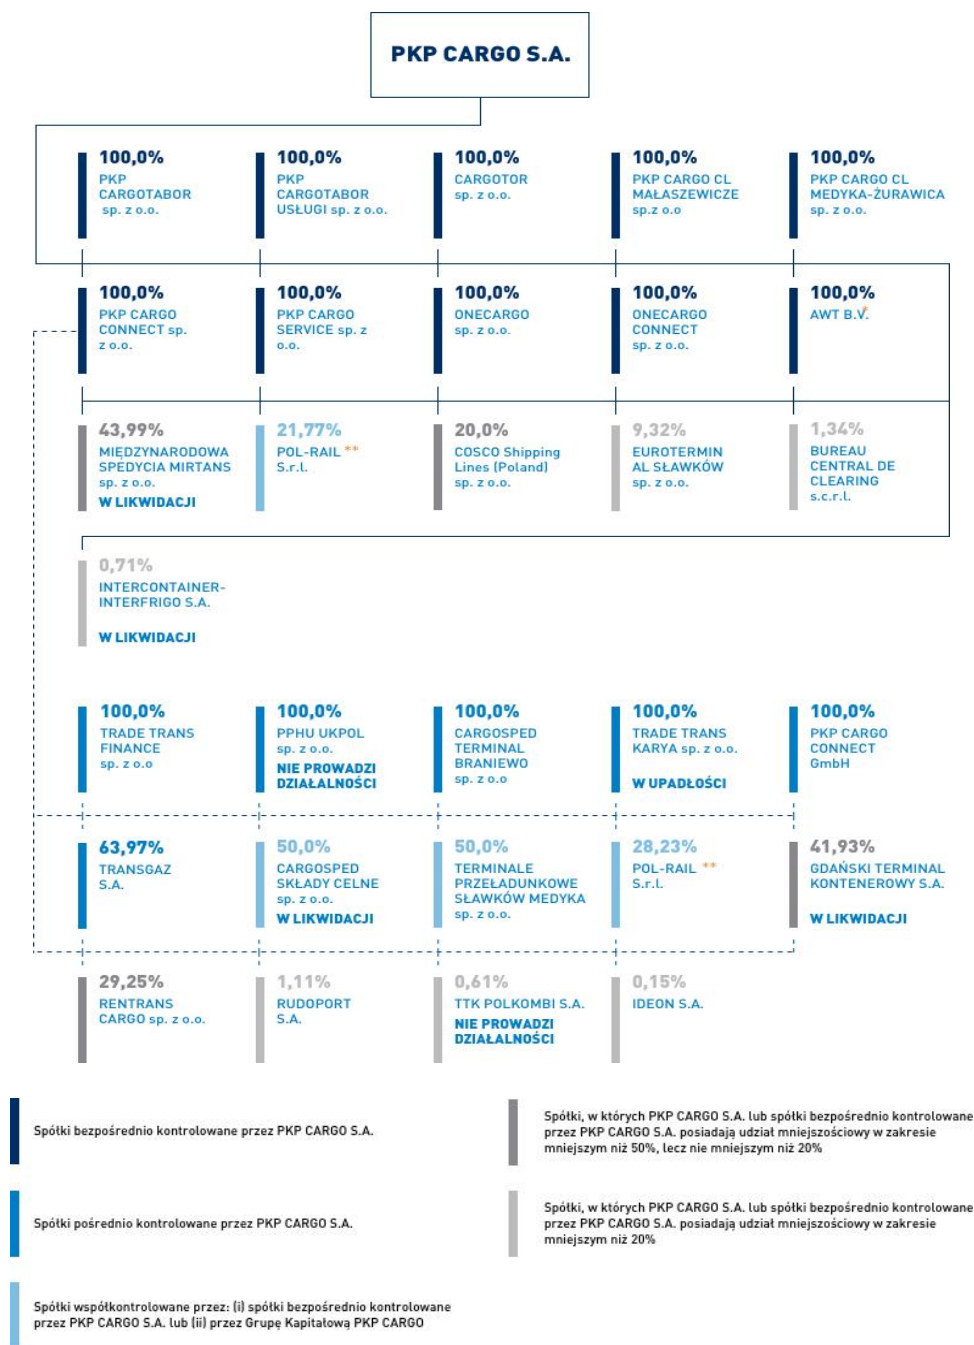 PKP CARGO S.A.
100,0%
PKP
CARGOTABOR
sp. z o.o.
100,0%
PKP
CARGOTABOR
USŁUGI sp. z o.o.
100,0%
CARGOTOR
sp. z o.o.
100,0%
PKP CARGO CL
MAŁASZEWICZE
sp.z o.o
100,0%
PKP CARGO CL
MEDYKA-ŻURAWICA
sp. z o.o.
100,0%
PKP CARGO
CONNECT sp.
z o.o.
100,0%
PKP CARGO
SERVICE sp. z
o.o.
100,0%
ONECARGO
sp. z o.o.
100,0%
ONECARGO
CONNECT
sp. z o.o.
100,0%
AWT B.V.*
43,99%
MIĘDZYNARODOWA
SPEDYCJA MIRTANS
sp. z o.o.
W LIKWIDACJI
21,77%
POL-RAIL **
S.r.l.
20,0%
COSCO Shipping
Lines (Poland)
sp. z o.o.
9,32%
EUROTERMIN
AL SŁAWKÓW
sp. z o.o.
1,34%
BUREAU
CENTRAL DE
CLEARING
s.c.r.l.
0,71%
INTERCONTAINER-
INTERFRIGO S.A.
W LIKWIDACJI
100,0%
TRADE TRANS
FINANCE
sp. z o.o
100,0%
PPHU UKPOL
sp. z o.o.
NIE PROWADZI
DZIAŁALNOŚCI
100,0%
CARGOSPED
TERMINAL
BRANIEWO
sp. z o.o
100,0%
TRADE TRANS
KARYA sp. z o.o.
W UPADŁOŚCI
100,0%
PKP CARGO
CONNECT
GmbH
63,97%
TRANSGAZ
S.A.
50,0%
CARGOSPED
SKŁADY CELNE
sp. z o.o.
W LIKWIDACJI
50,0%
TERMINALE
PRZEŁADUNKOWE
SŁAWKÓW MEDYKA
sp. z o.o.
28,23%
POL-RAIL **
S.r.l.
41,93%
GDAŃSKI TERMINAL
KONTENEROWY S.A.
W LIKWIDACJI
29,25%
RENTRANS
CARGO sp. z o.o.
1,11%
RUDOPORT
S.A.
0,61%
TTK POLKOMBI S.A.
NIE PROWADZI
DZIAŁALNOŚCI
0,15%
IDEON S.A.
Spółki bezpośrednio kontrolowane przez PKP CARGO S.A.
Spółki pośrednio kontrolowane przez PKP CARGO S.A.
Spółki współkontrolowane przez: (i) spółki bezpośrednio kontrolowane
przez PKP CARGO S.A. lub (ii) przez Grupę Kapitałową PKP CARGO
Spółki, w których PKP CARGO S.A. lub spółki bezpośrednio kontrolowane
przez PKP CARGO S.A. posiadają udział mniejszościowy w zakresie
mniejszym niż 50%, lecz nie mniejszym niż 20%
Spółki, w których PKP CARGO S.A. lub spółki bezpośrednio kontrolowane
przez PKP CARGO S.A. posiadają udział mniejszościowy w zakresie
mniejszym niż 20%